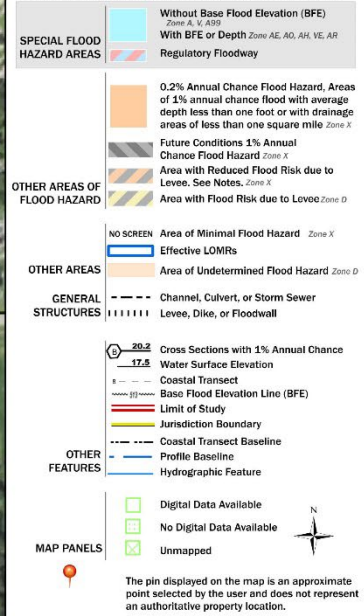 SPECIAL FLOOD
HAZARD AREAS
Without Base Flood Elevation (BFE)
Zone A, V, A99
With BFE or Depth Zone AE, AO, AH, VE, AR
Regulatory Floodway
OTHER AREAS OF
FLOOD HAZARD
0.2% Annual Chance Flood Hazard, Areas
of 1% annual chance flood with average
depth less than one foot or with drainage
areas of less than one square mile Zone X
Future Conditions 1% Annual
Chance Flood Hazard Zone X
Area with Reduced Flood Risk due to
Levee. See Notes. Zone X
Area with Flood Risk due to Levee Zone D
OTHER AREAS
NO SCREEN Area of Minimal Flood Hazard Zone X
Effective LOMRs
Area of Undetermined Flood Hazard Zone D
GENERAL
STRUCTURES
Channel, Culvert, or Storm Sewer
Levee, Dike, or Floodwall
OTHER
FEATURES
B 20.2 Cross Sections with 1% Annual Chance
17.5 Water Surface Elevation
8 Coastal Transect
513 Base Flood Elevation Line (BFE)
Limit of Study
Jurisdiction Boundary
Coastal Transect Baseline
Profile Baseline
Hydrographic Feature
MAP PANELS
Digital Data Available
No Digital Data Available
Unmapped
N
The pin displayed on the map is an approximate
point selected by the user and does not represent
an authoritative property location.